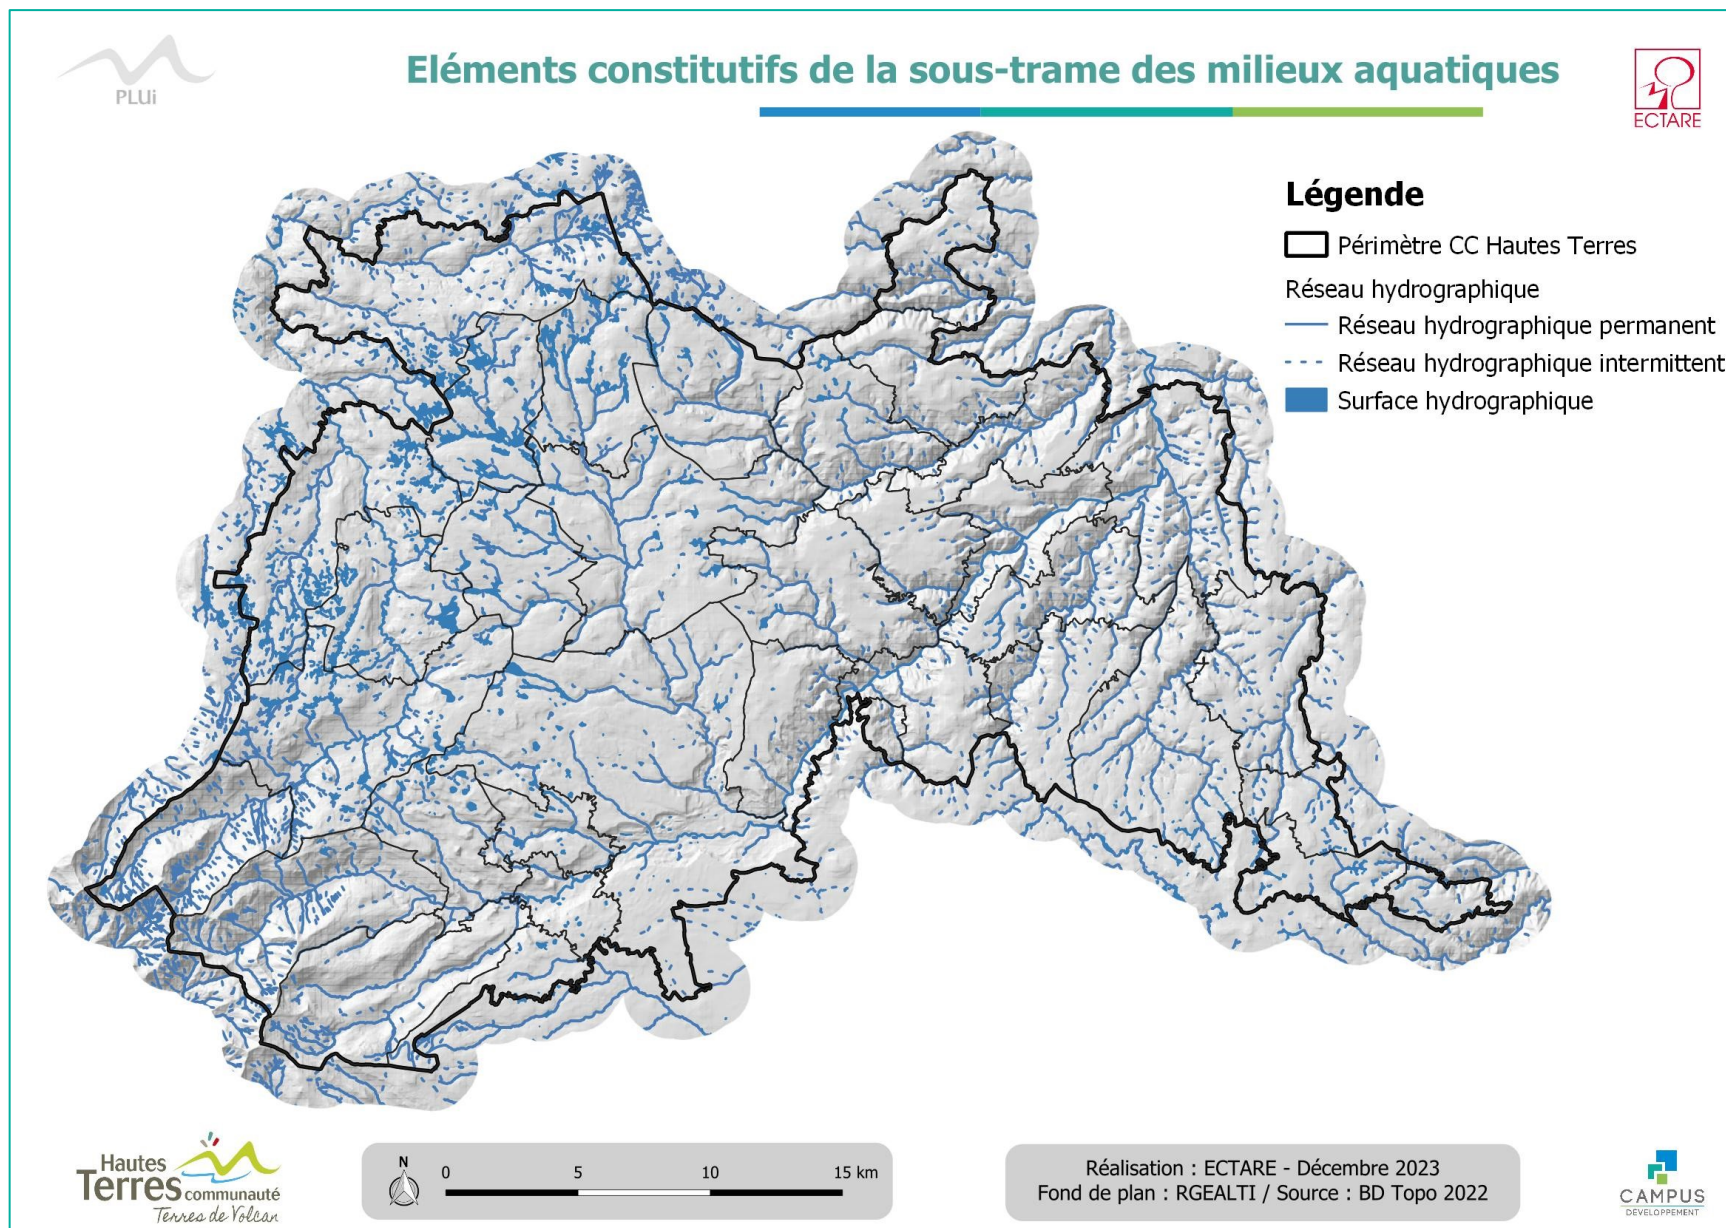 PLUi
Eléments constitutifs de la sous-trame des milieux aquatiques
ECTARE
Légende
Périmètre CC Hautes Terres
Réseau hydrographique
Réseau hydrographique permanent
Réseau hydrographique intermittent
Surface hydrographique
Hautes
Terres communauté
Terres de Volcan
N
0 5 10 15 km
Réalisation : ECTARE - Décembre 2023
Fond de plan : RGEALTI / Source : BD Topo 2022
CAMPUS
DÉVELOPPEMENT